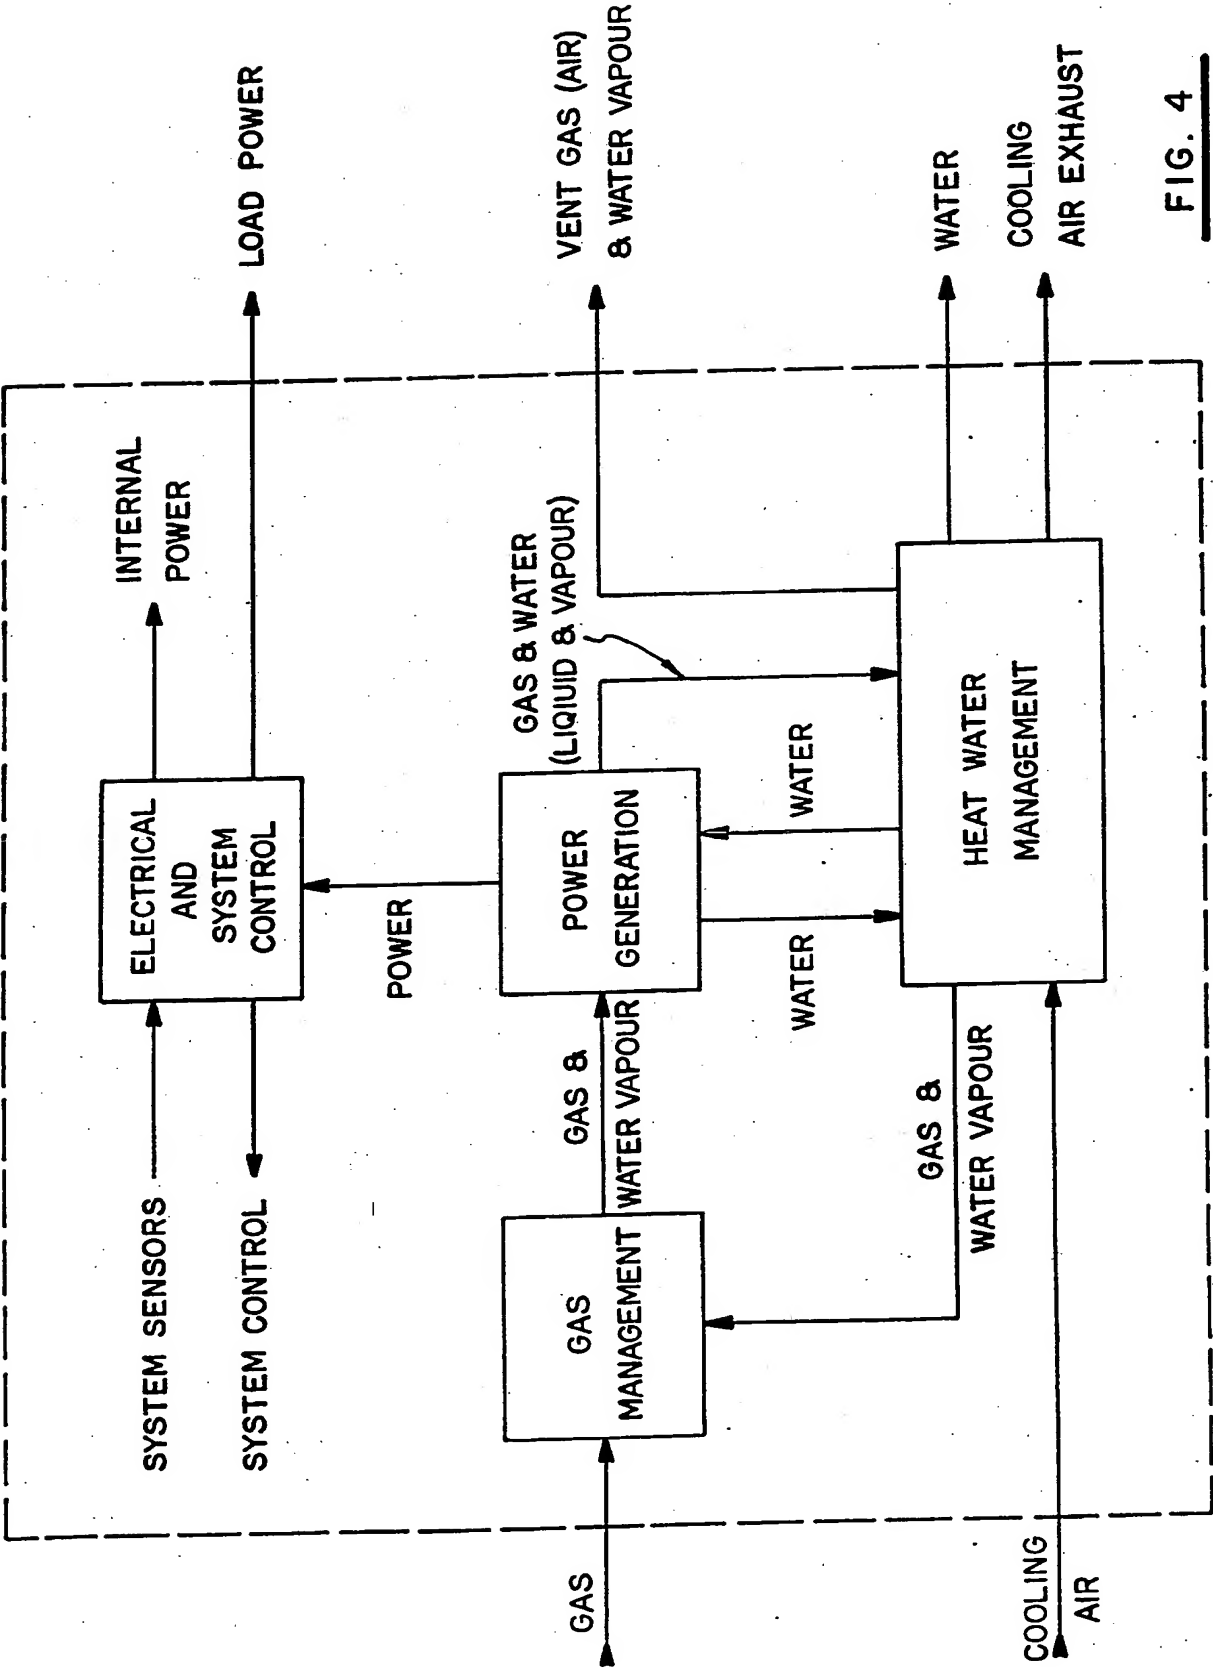 SYSTEM SENSORS
SYSTEM CONTROL
ELECTRICAL
AND
SYSTEM
CONTROL
INTERNAL
POWER
LOAD POWER
POWER
GAS
GAS
MANAGEMENT
GAS &
WATER VAPOUR
POWER
GENERATION
GAS & WATER
(LIQIUD & VAPOUR)
VENT GAS (AIR)
& WATER VAPOUR
WATER
WATER
GAS &
WATER VAPOUR
HEAT WATER
MANAGEMENT
WATER
COOLING
AIR EXHAUST
COOLING
AIR
FIG. 4